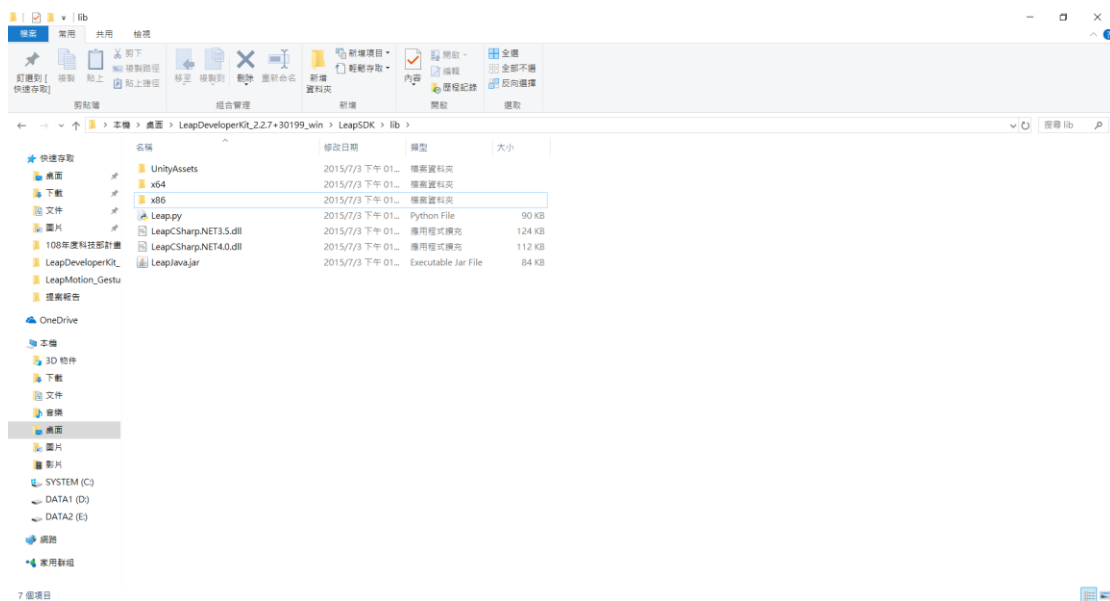 lib
檔案 常用 共用 檢視
釘選到 [快速存取]
複製
貼上
剪下
複製路徑
貼上捷徑
剪貼簿
移至
複製到
刪除
重新命名
組合管理
新增資料夾
新增項目
輕鬆存取
新增
內容
開啟
編輯
歷程記錄
開啟
全選
全部不選
反向選擇
選取
本機 > 桌面 > LeapDeveloperKit_2.2.7+30199_win > LeapSDK > lib >
搜尋 lib
名稱 修改日期 類型 大小
UnityAssets 2015/7/3 下午 01... 檔案資料夾
x64 2015/7/3 下午 01... 檔案資料夾
x86 2015/7/3 下午 01... 檔案資料夾
Leap.py 2015/7/3 下午 01... Python File 90 KB
LeapCSharp.NET3.5.dll 2015/7/3 下午 01... 應用程式擴充 124 KB
LeapCSharp.NET4.0.dll 2015/7/3 下午 01... 應用程式擴充 112 KB
LeapJava.jar 2015/7/3 下午 01... Executable Jar File 84 KB
快速存取
桌面
下載
文件
圖片
108年度科技部計畫
LeapDeveloperKit_
LeapMotion_Gestu
提案報告
OneDrive
本機
3D 物件
下載
文件
音樂
桌面
圖片
影片
SYSTEM (C:)
DATA1 (D:)
DATA2 (E:)
網路
家用群組
7 個項目